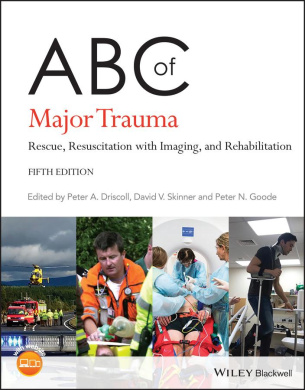 ABC of
Major Trauma
Rescue, Resuscitation with Imaging, and Rehabilitation
FIFTH EDITION
Edited by Peter A. Driscoll, David V. Skinner and Peter N. Goode
WILEY Blackwell